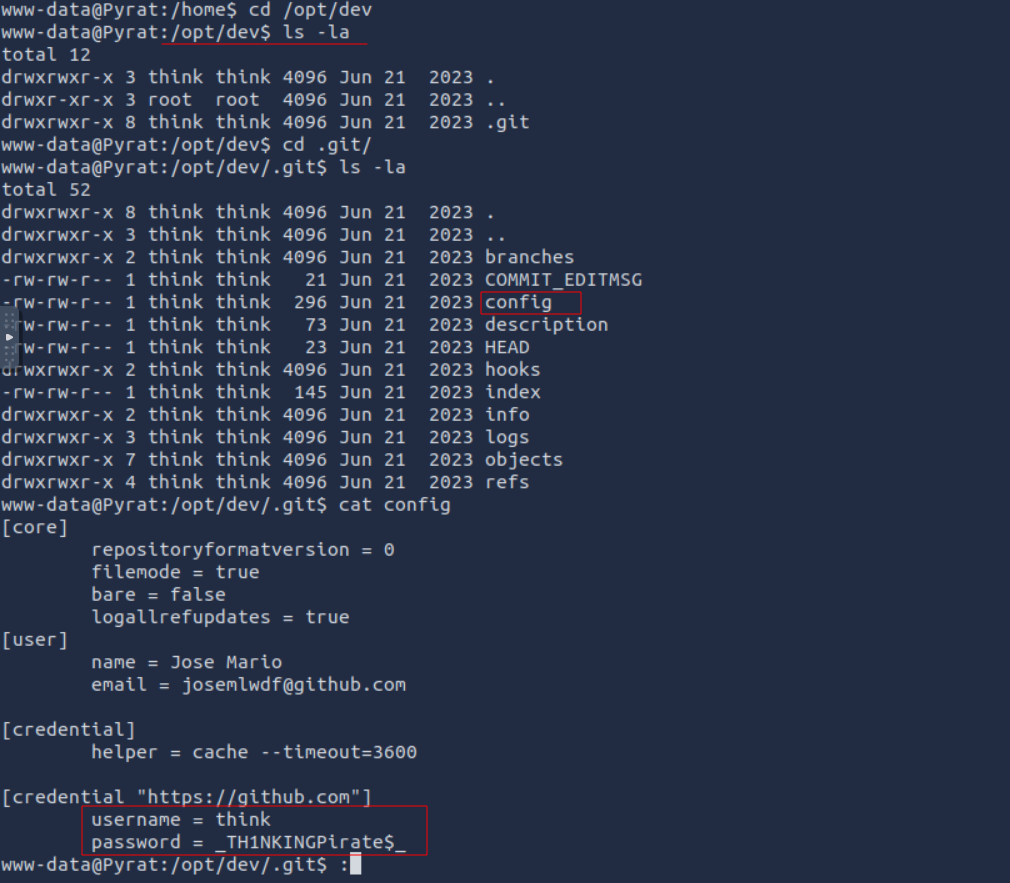 www-data@Pyrat:/home$ cd /opt/dev
www-data@Pyrat:/opt/dev$ ls -la
total 12
drwxrwxr-x 3 think think 4096 Jun 21  2023 .
drwxr-xr-x 3 root  root  4096 Jun 21  2023 ..
drwxrwxr-x 8 think think 4096 Jun 21  2023 .git
www-data@Pyrat:/opt/dev$ cd .git/
www-data@Pyrat:/opt/dev/.git$ ls -la
total 52
drwxrwxr-x 8 think think 4096 Jun 21  2023 .
drwxrwxr-x 3 think think 4096 Jun 21  2023 ..
drwxrwxr-x 2 think think 4096 Jun 21  2023 branches
-rw-rw-r-- 1 think think   21 Jun 21  2023 COMMIT_EDITMSG
-rw-rw-r-- 1 think think  296 Jun 21  2023 config
rw-rw-r-- 1 think think   73 Jun 21  2023 description
rw-rw-r-- 1 think think   23 Jun 21  2023 HEAD
drwxrwxr-x 2 think think 4096 Jun 21  2023 hooks
-rw-rw-r-- 1 think think  145 Jun 21  2023 index
drwxrwxr-x 2 think think 4096 Jun 21  2023 info
drwxrwxr-x 3 think think 4096 Jun 21  2023 logs
drwxrwxr-x 7 think think 4096 Jun 21  2023 objects
drwxrwxr-x 4 think think 4096 Jun 21  2023 refs
www-data@Pyrat:/opt/dev/.git$ cat config
[core]
        repositoryformatversion = 0
        filemode = true
        bare = false
        logallrefupdates = true
[user]
        name = Jose Mario
        email = josemlwdf@github.com

[credential]
        helper = cache --timeout=3600

[credential "https://github.com"]
        username = think
        password = _TH1NKINGPirate$_
www-data@Pyrat:/opt/dev/.git$ :